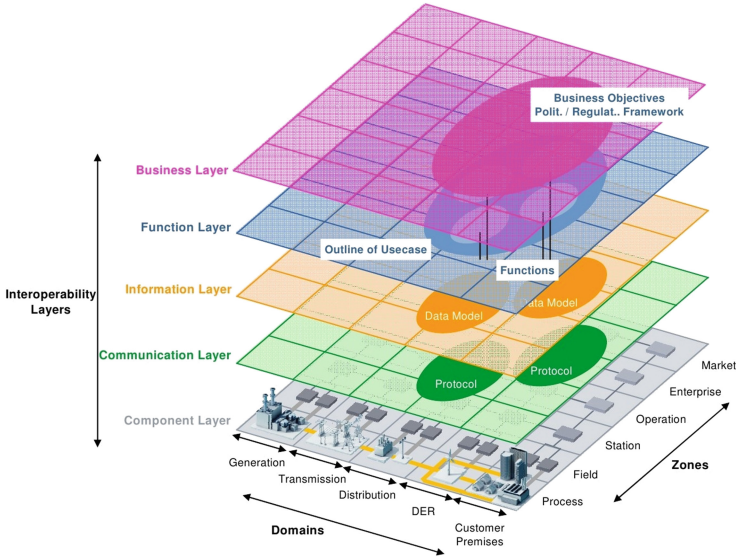 Business Objectives
Polit. / Regulat.. Framework
Business Layer
Function Layer
Outline of Usecase
Functions
Interoperability
Layers
Information Layer
Data Model
Data Model
Communication Layer
Protocol
Protocol
Component Layer
Market
Enterprise
Operation
Station
Field
Process
Zones
Generation
Transmission
Distribution
DER
Customer
Premises
Domains